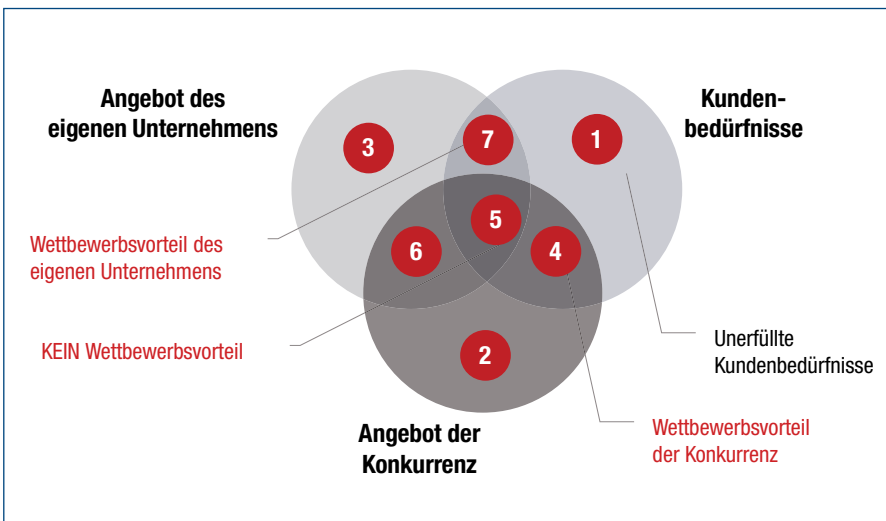 Angebot des
eigenen Unternehmens
Kunden-
bedürfnisse
3
7
1
5
6
4
2
Wettbewerbsvorteil des
eigenen Unternehmens
KEIN Wettbewerbsvorteil
Unerfüllte
Kundenbedürfnisse
Angebot der
Konkurrenz
Wettbewerbsvorteil
der Konkurrenz